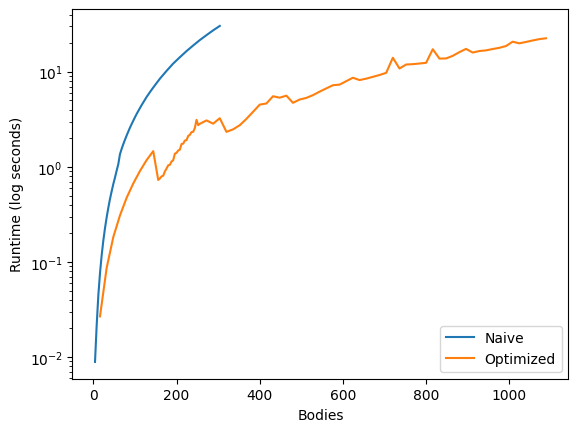 Runtime (log seconds)
10¹
10⁰
10⁻¹
10⁻²
0 200 400 600 800 1000
Bodies
Naive
Optimized